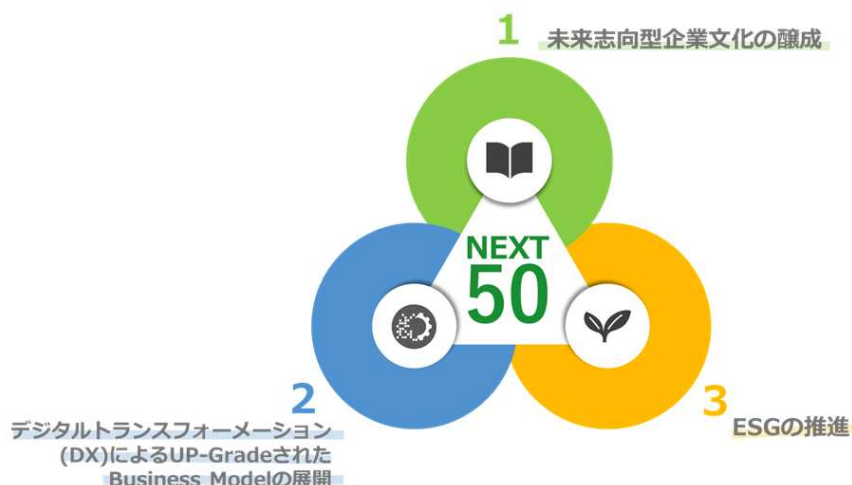 1
未来志向型企業文化の醸成
NEXT
50
2
デジタルトランスフォーメーション
(DX)によるUP-Gradeされた
Business Modelの展開
3
ESGの推進